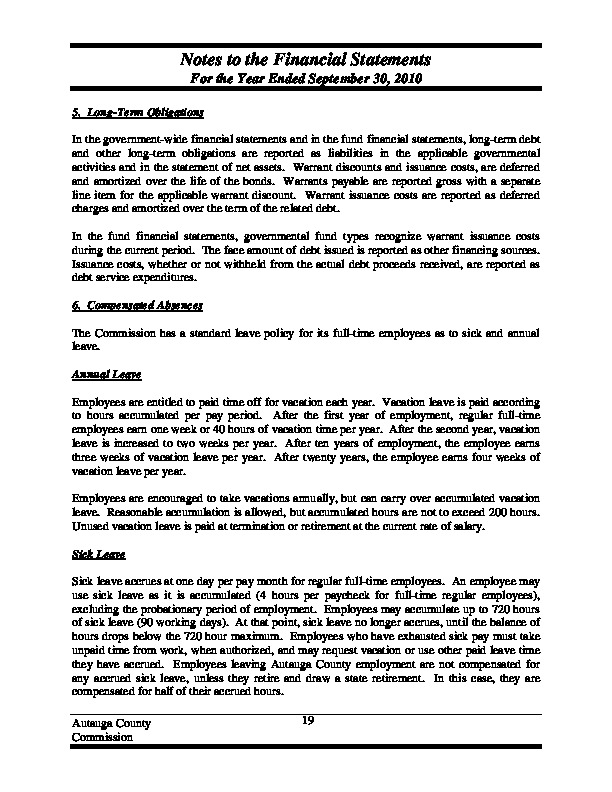 Notes to the Financial Statements
For the Year Ended September 30, 2010
5. Long-Term Obligations
In the government-wide financial statements and in the fund financial statements, long-term debt
and other long-term obligations are reported as liabilities in the applicable governmental
activities and in the statement of net assets. Warrant discounts and issuance costs, are deferred
and amortized over the life of the bonds. Warrants payable are reported gross with a separate
line item for the applicable warrant discount. Warrant issuance costs are reported as deferred
charges and amortized over the term of the related debt.
In the fund financial statements, governmental fund types recognize warrant issuance costs
during the current period. The face amount of debt issued is reported as other financing sources.
Issuance costs, whether or not withheld from the actual debt proceeds received, are reported as
debt service expenditures.
6. Compensated Absences
The Commission has a standard leave policy for its full-time employees as to sick and annual
leave.
Annual Leave
Employees are entitled to paid time off for vacation each year. Vacation leave is paid according
to hours accumulated per pay period. After the first year of employment, regular full-time
employees earn one week or 40 hours of vacation time per year. After the second year, vacation
leave is increased to two weeks per year. After ten years of employment, the employee earns
three weeks of vacation leave per year. After twenty years, the employee earns four weeks of
vacation leave per year.
Employees are encouraged to take vacations annually, but can carry over accumulated vacation
leave. Reasonable accumulation is allowed, but accumulated hours are not to exceed 200 hours.
Unused vacation leave is paid at termination or retirement at the current rate of salary.
Sick Leave
Sick leave accrues at one day per pay month for regular full-time employees. An employee may
use sick leave as it is accumulated (4 hours per paycheck for full-time regular employees),
excluding the probationary period of employment. Employees may accumulate up to 720 hours
of sick leave (90 working days). At that point, sick leave no longer accrues, until the balance of
hours drops below the 720 hour maximum. Employees who have exhausted sick pay must take
unpaid time from work, when authorized, and may request vacation or use other paid leave time
they have accrued. Employees leaving Autauga County employment are not compensated for
any accrued sick leave, unless they retire and draw a state retirement. In this case, they are
compensated for half of their accrued hours.
Autauga County
Commission
19